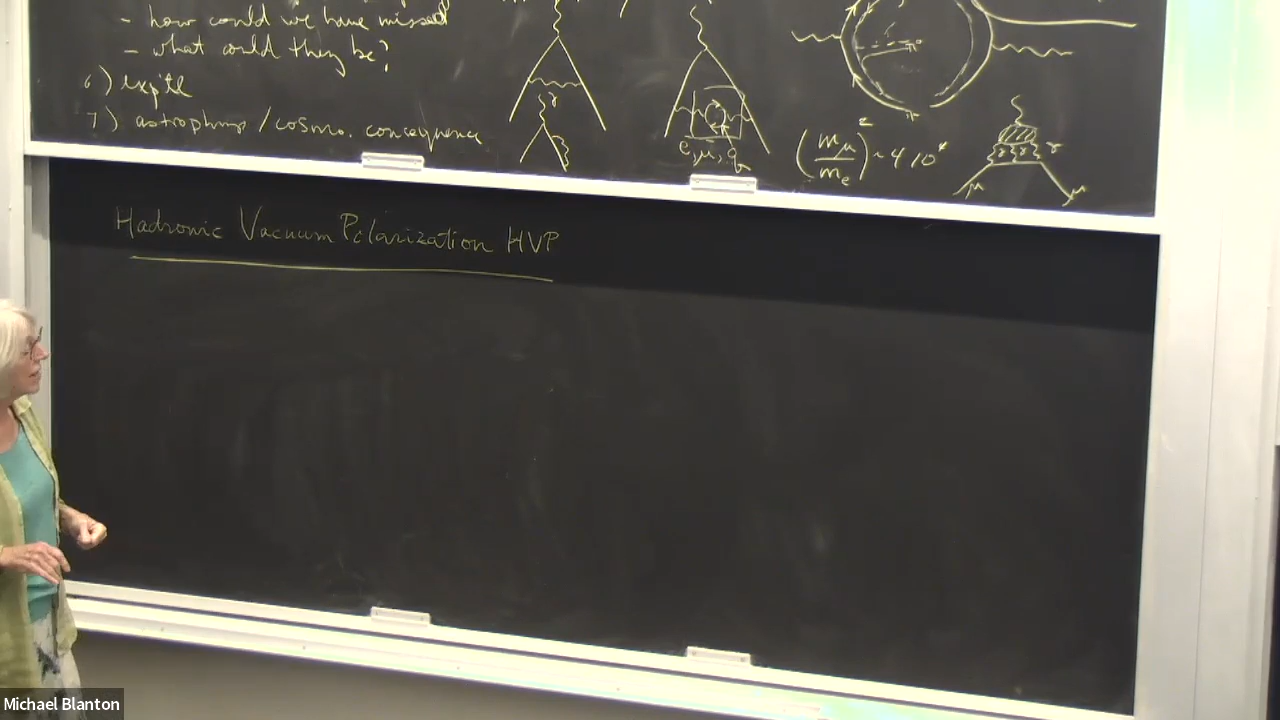 - how could we have missed
- what could they be?
6) exp'tl
7) astrophys/cosmo. consequence
γ
e, μ, q
(mμ/me)² ~ 4 10⁴
γ
μ μ
Hadronic Vacuum Polarization HVP
Michael Blanton